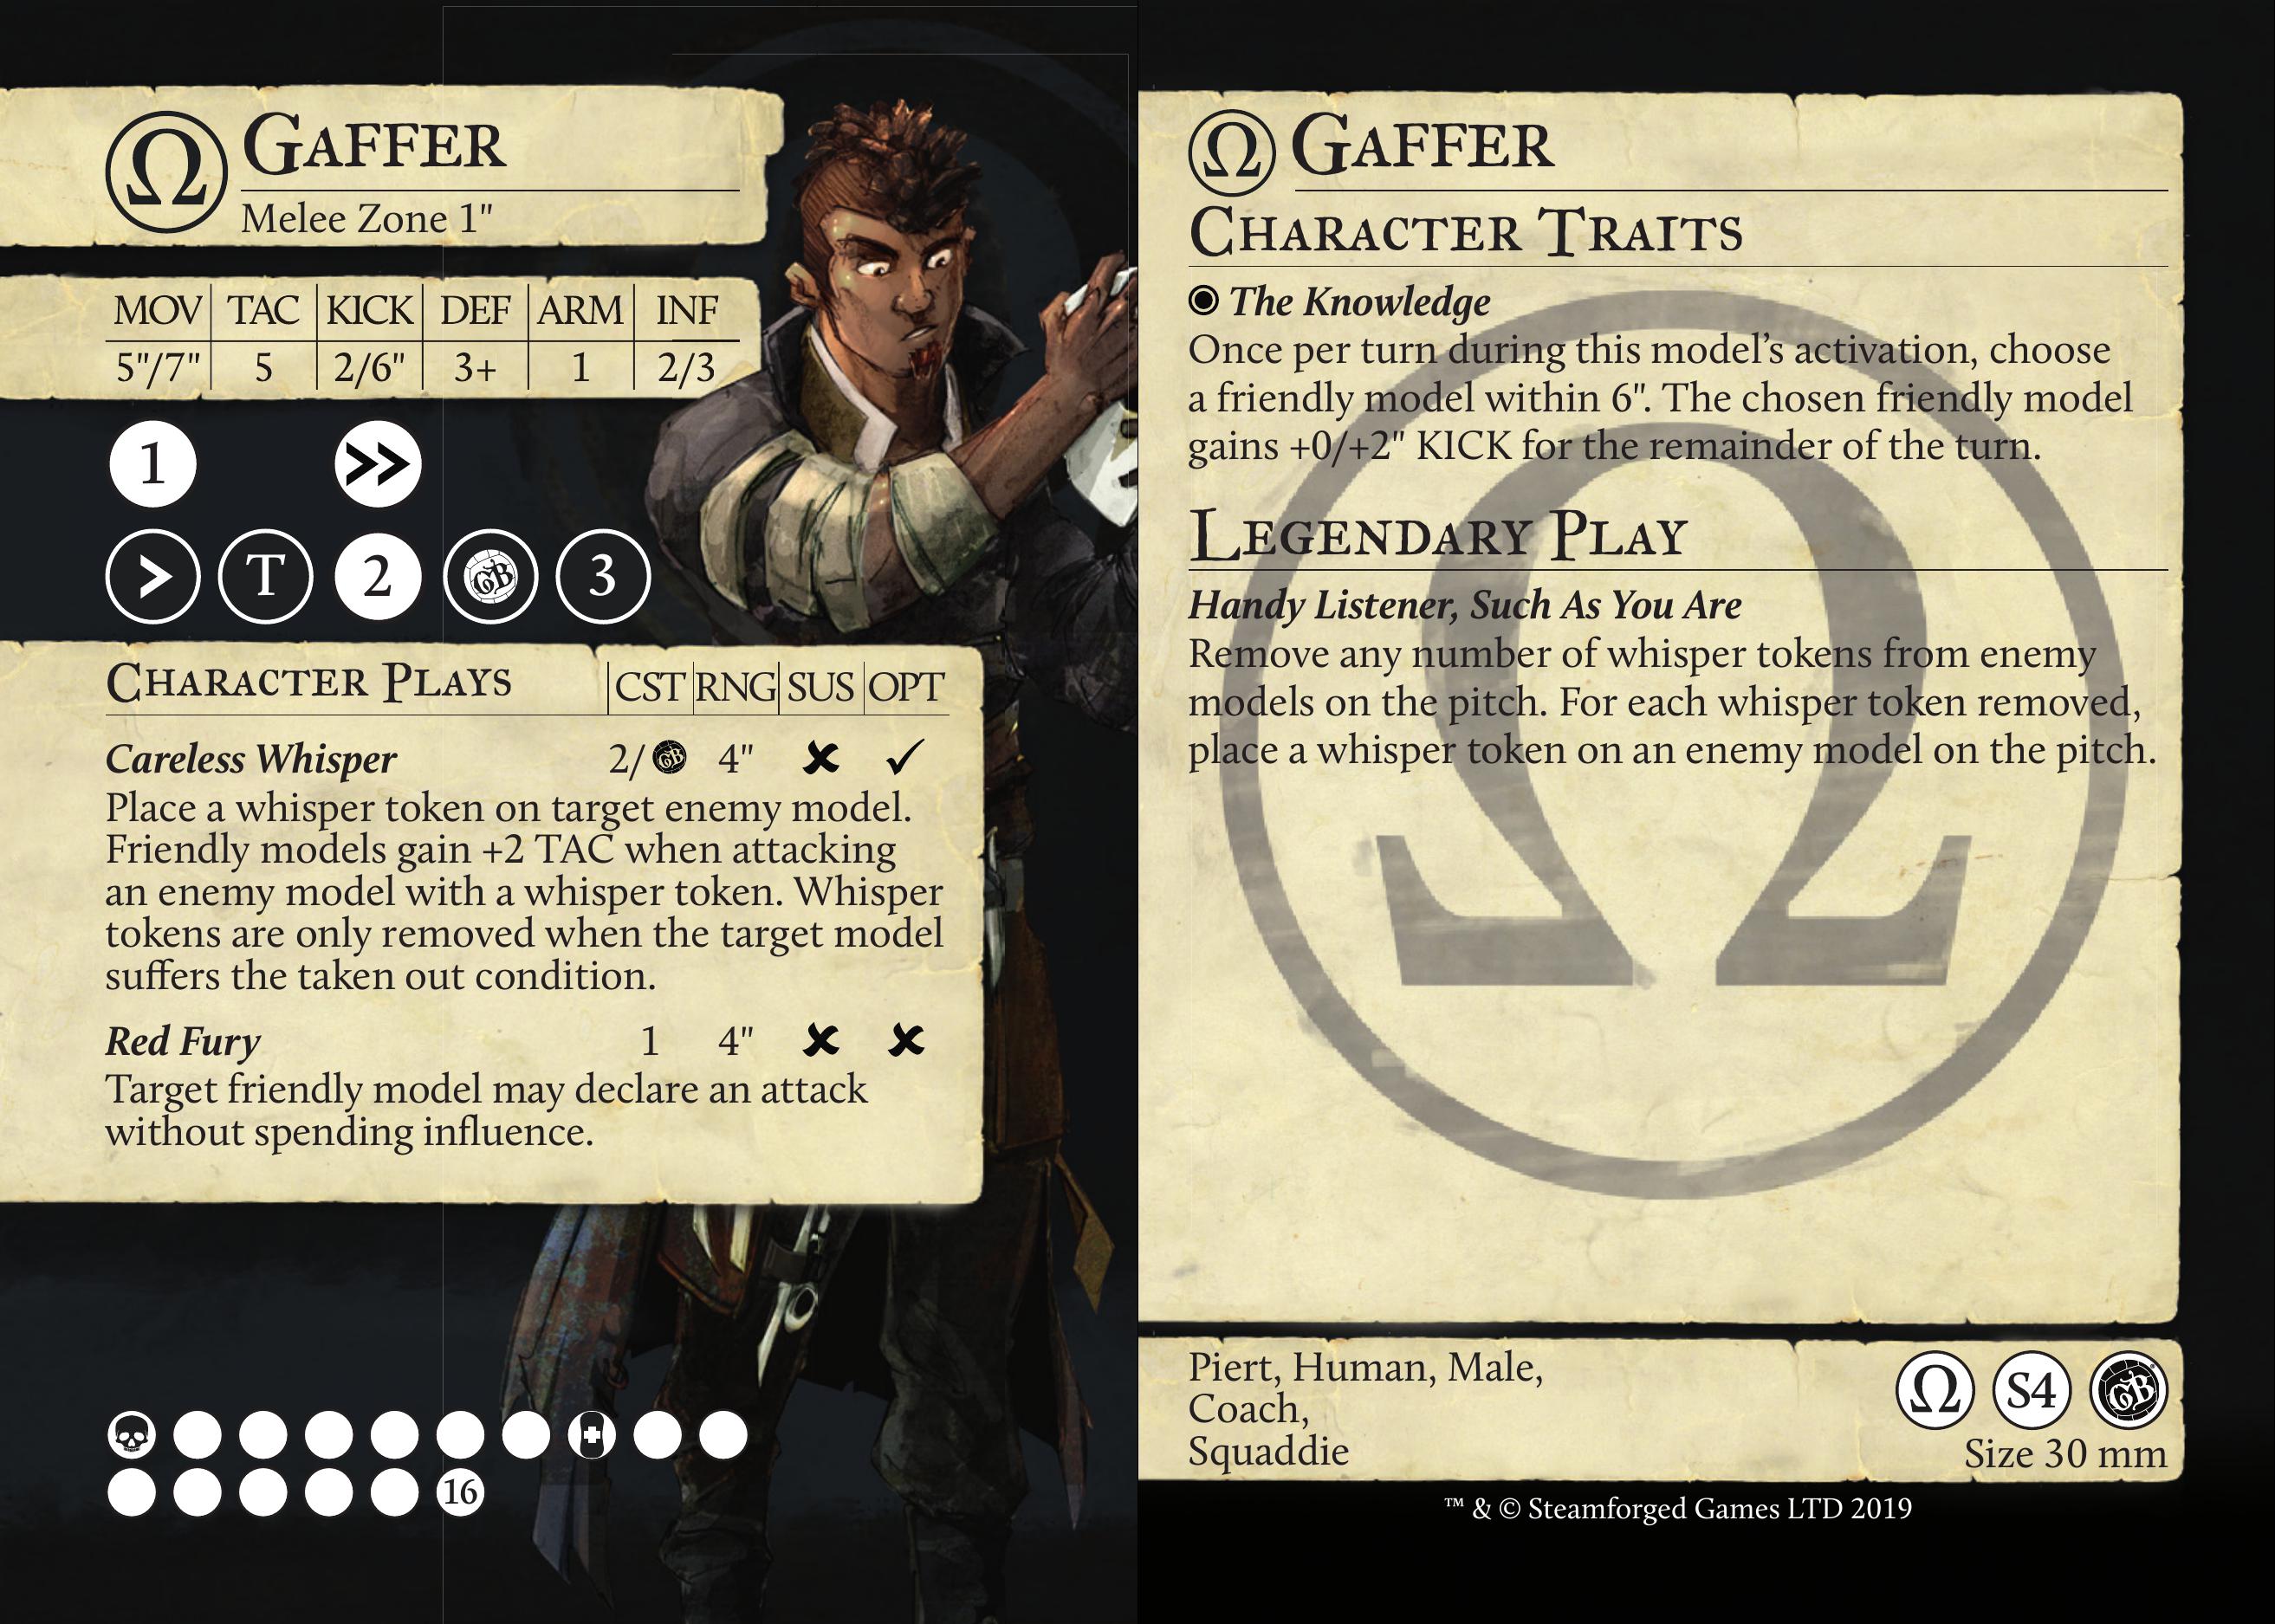 Ω GAFFER
Melee Zone 1"
MOV TAC KICK DEF ARM INF
5"/7" 5 2/6" 3+ 1 2/3
1 >>
> T 2 GB 3
CHARACTER PLAYS CST RNG SUS OPT
Careless Whisper 2/GB 4" ✘ ✓
Place a whisper token on target enemy model.
Friendly models gain +2 TAC when attacking
an enemy model with a whisper token. Whisper
tokens are only removed when the target model
suffers the taken out condition.
Red Fury 1 4" ✘ ✘
Target friendly model may declare an attack
without spending influence.
16
Ω GAFFER
CHARACTER TRAITS
The Knowledge
Once per turn during this model’s activation, choose
a friendly model within 6". The chosen friendly model
gains +0/+2" KICK for the remainder of the turn.
LEGENDARY PLAY
Handy Listener, Such As You Are
Remove any number of whisper tokens from enemy
models on the pitch. For each whisper token removed,
place a whisper token on an enemy model on the pitch.
Ω
Piert, Human, Male,
Coach,
Squaddie
Ω S4 GB
Size 30 mm
™ & © Steamforged Games LTD 2019